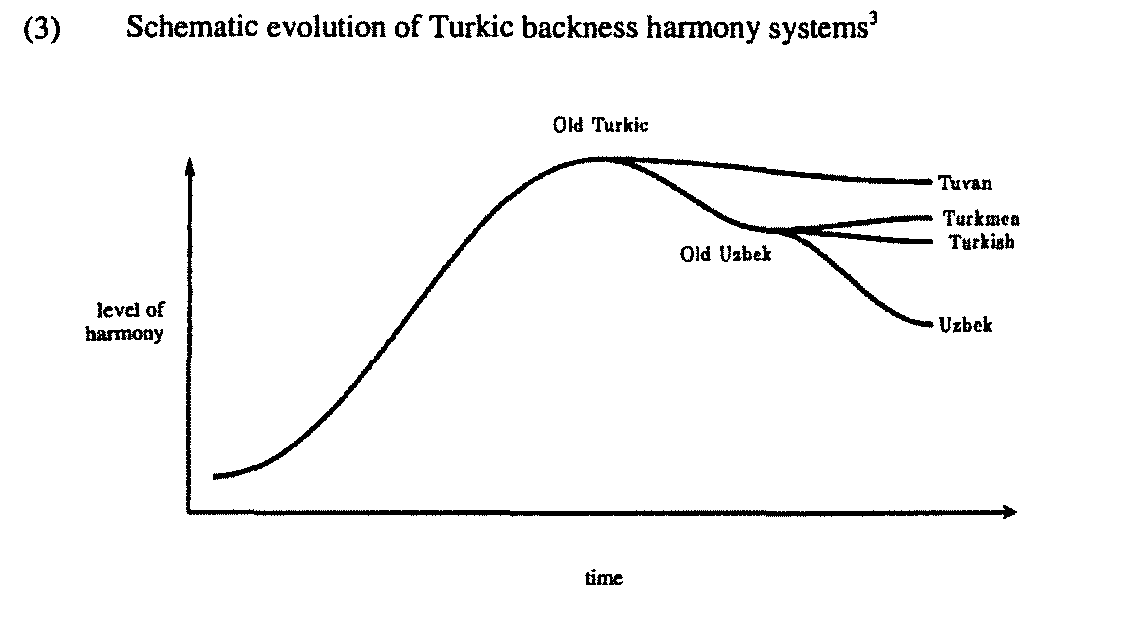 (3) Schematic evolution of Turkic backness harmony systems³
Old Turkic
Tuvan
Turkmen
Turkish
Old Uzbek
level of
harmony
Uzbek
time